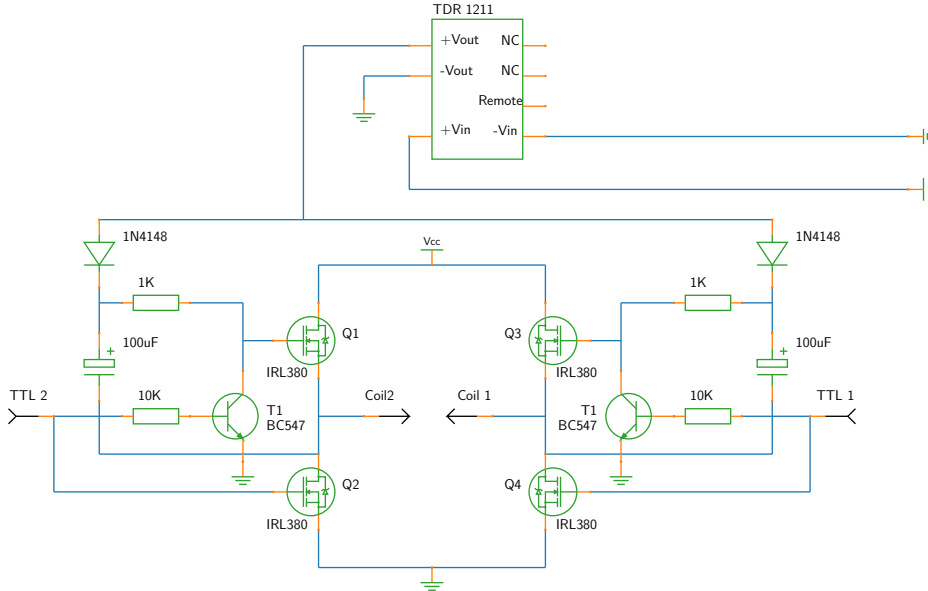 TDR 1211
+Vout NC
-Vout NC
Remote
+Vin -Vin
1N4148
1N4148
Vcc
1K
1K
Q1
Q3
100uF
100uF
IRL380
IRL380
TTL 2
10K
T1
BC547
Coil2
Coil 1
T1
BC547
10K
TTL 1
Q2
Q4
IRL380
IRL380